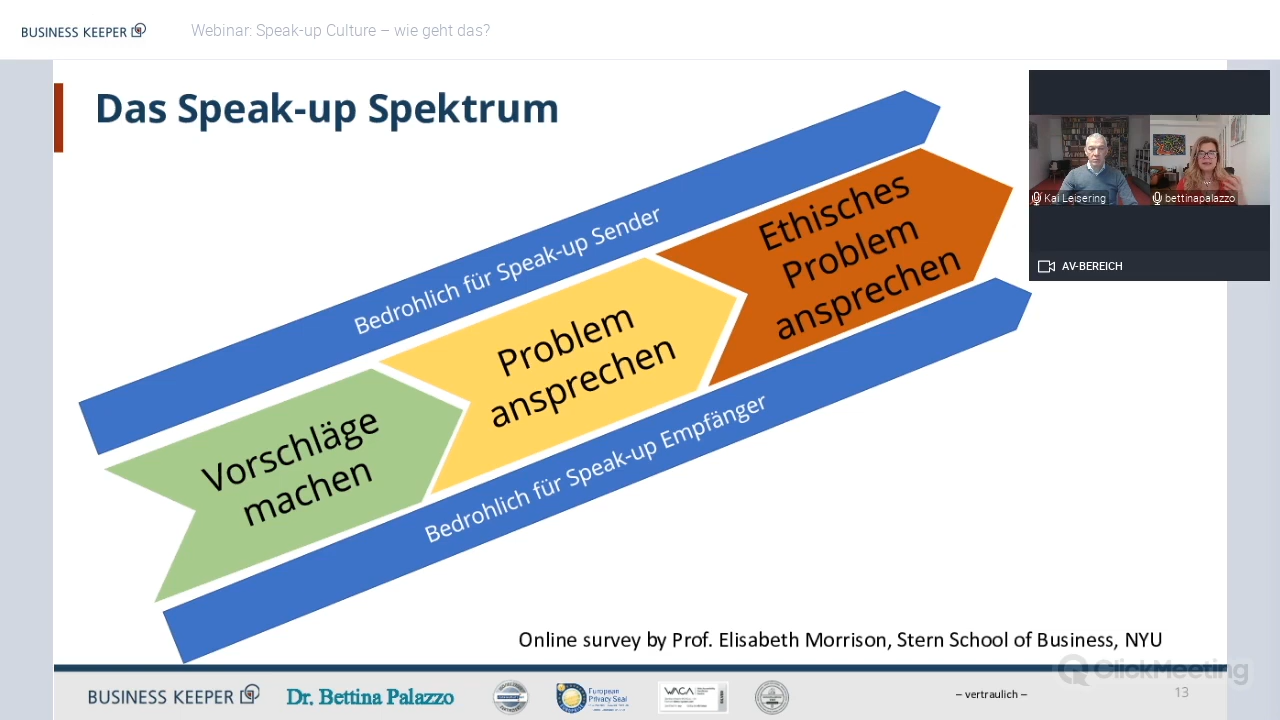 BUSINESS KEEPER
Webinar: Speak-up Culture – wie geht das?
Das Speak-up Spektrum
Bedrohlich für Speak-up Sender
Ethisches
Problem
ansprechen
Problem
ansprechen
Vorschläge
machen
Bedrohlich für Speak-up Empfänger
Kai Leisering
bettinapalazzo
AV-BEREICH
Online survey by Prof. Elisabeth Morrison, Stern School of Business, NYU
ClickMeeting
BUSINESS KEEPER
Dr. Bettina Palazzo
European
Privacy Seal
WACA
– vertraulich –
13